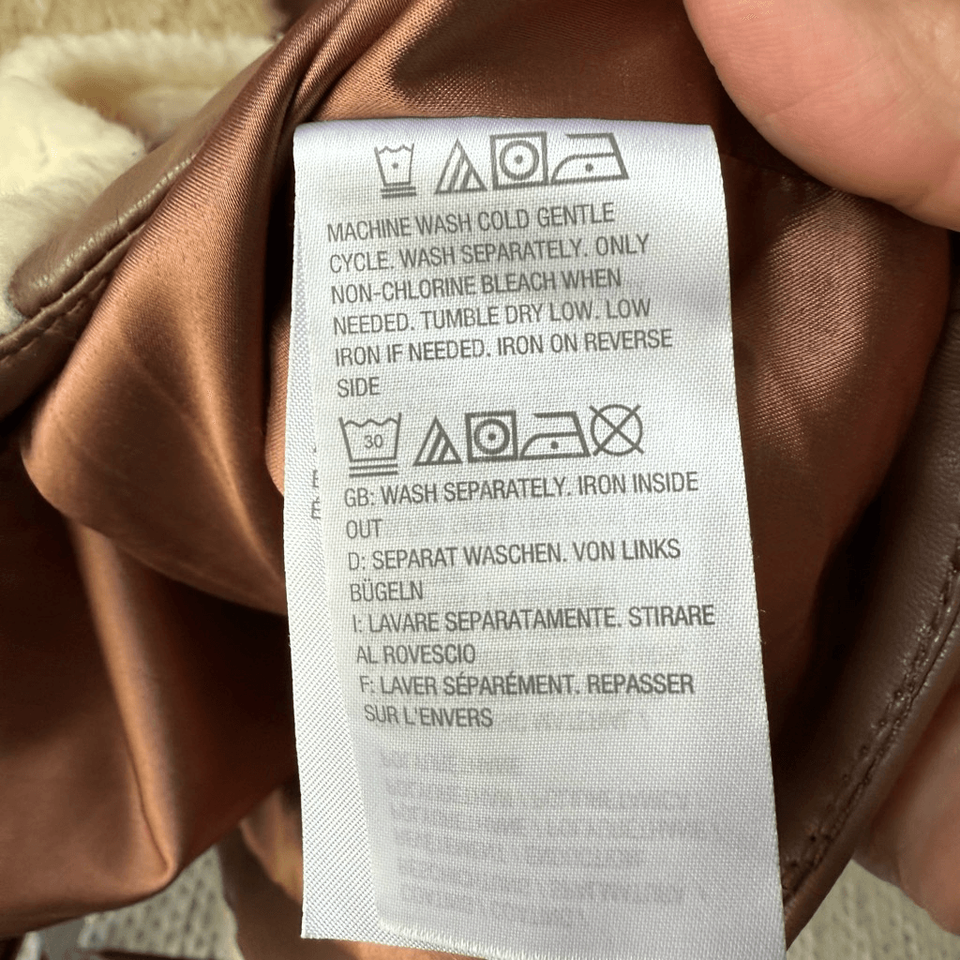 MACHINE WASH COLD GENTLE
CYCLE. WASH SEPARATELY. ONLY
NON-CHLORINE BLEACH WHEN
NEEDED. TUMBLE DRY LOW. LOW
IRON IF NEEDED. IRON ON REVERSE
SIDE
30
GB: WASH SEPARATELY. IRON INSIDE
OUT
D: SEPARAT WASCHEN. VON LINKS
BÜGELN
I: LAVARE SEPARATAMENTE. STIRARE
AL ROVESCIO
F: LAVER SÉPARÉMENT. REPASSER
SUR L'ENVERS